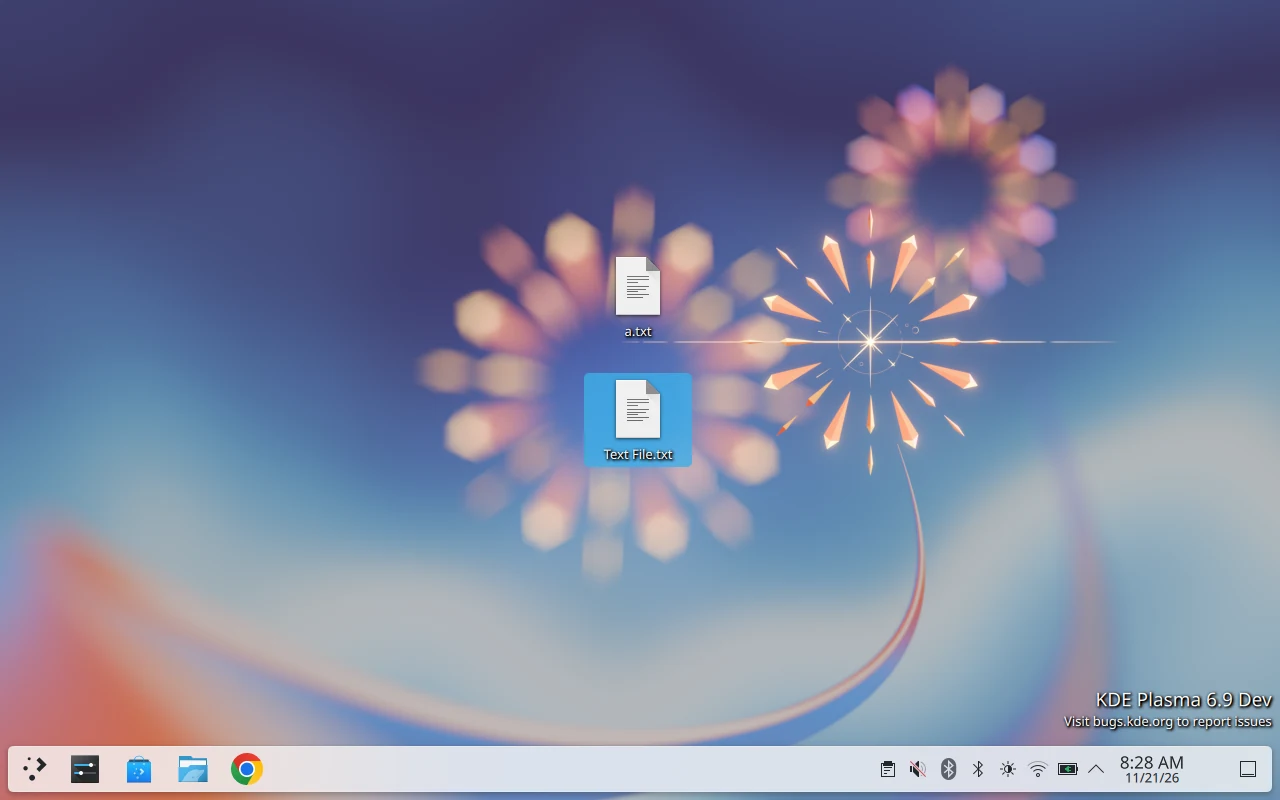 a.txt
Text File.txt
KDE Plasma 6.9 Dev
Visit bugs.kde.org to report issues
8:28 AM
11/21/26